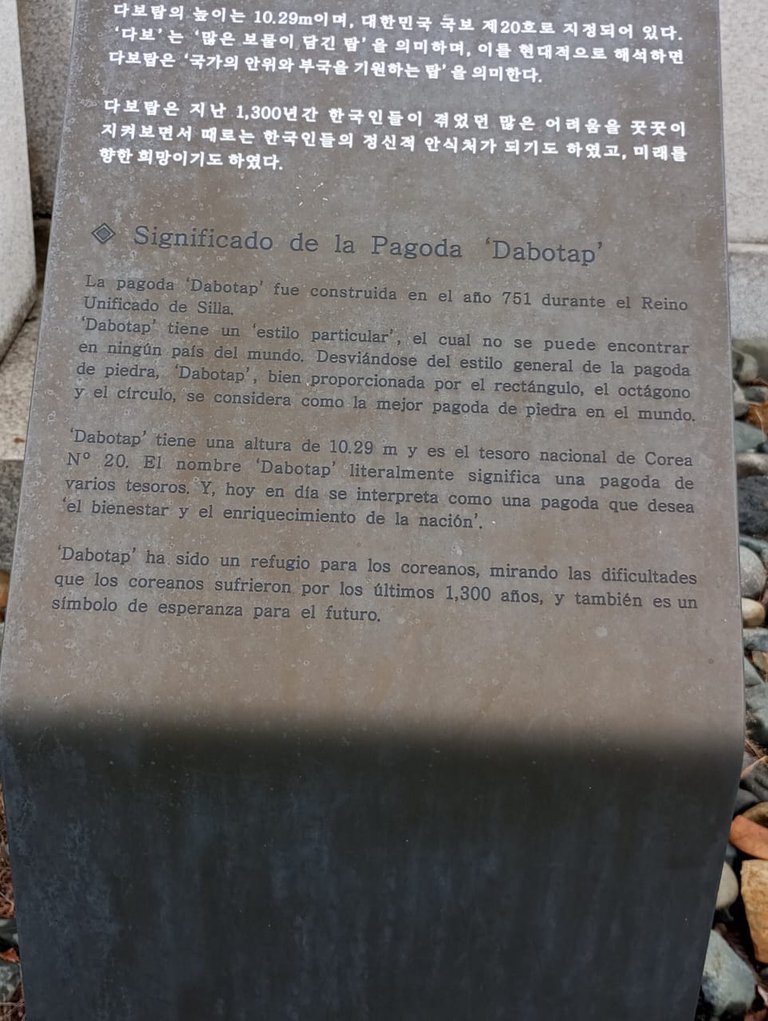 다보탑의 높이는 10.29m이며, 대한민국 국보 제20호로 지정되어 있다.
‘다보’는 ‘많은 보물이 담긴 탑’을 의미하며, 이를 현대적으로 해석하면
다보탑은 ‘국가의 안위와 부국을 기원하는 탑’을 의미한다.
다보탑은 지난 1,300년간 한국인들이 겪었던 많은 어려움을 꿋꿋이
지켜보면서 때로는 한국인들의 정신적 안식처가 되기도 하였고, 미래를
향한 희망이기도 하였다.
Significado de la Pagoda ‘Dabotap’
La pagoda ‘Dabotap’ fue construida en el año 751 durante el Reino
Unificado de Silla.
‘Dabotap’ tiene un ‘estilo particular’, el cual no se puede encontrar
en ningún país del mundo. Desviándose del estilo general de la pagoda
de piedra, ‘Dabotap’, bien proporcionada por el rectángulo, el octágono
y el círculo, se considera como la mejor pagoda de piedra en el mundo.
‘Dabotap’ tiene una altura de 10.29 m y es el tesoro nacional de Corea
N° 20. El nombre ‘Dabotap’ literalmente significa una pagoda de
varios tesoros. Y, hoy en día se interpreta como una pagoda que desea
‘el bienestar y el enriquecimiento de la nación’.
‘Dabotap’ ha sido un refugio para los coreanos, mirando las dificultades
que los coreanos sufrieron por los últimos 1,300 años, y también es un
símbolo de esperanza para el futuro.